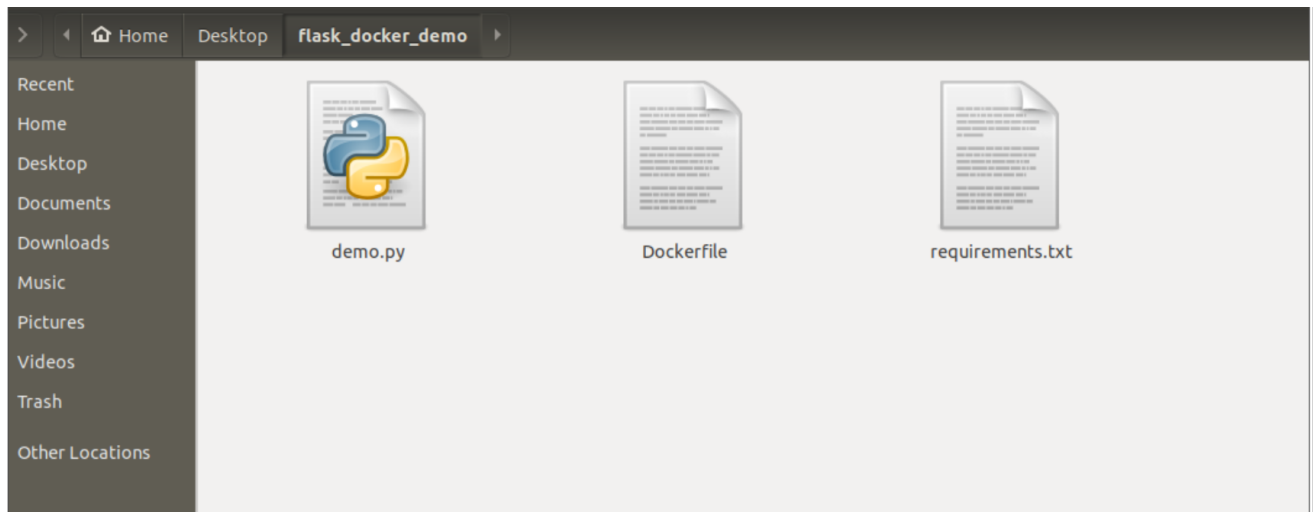 Home Desktop flask_docker_demo
Recent
Home
Desktop
Documents
Downloads
Music
Pictures
Videos
Trash
Other Locations
demo.py Dockerfile requirements.txt